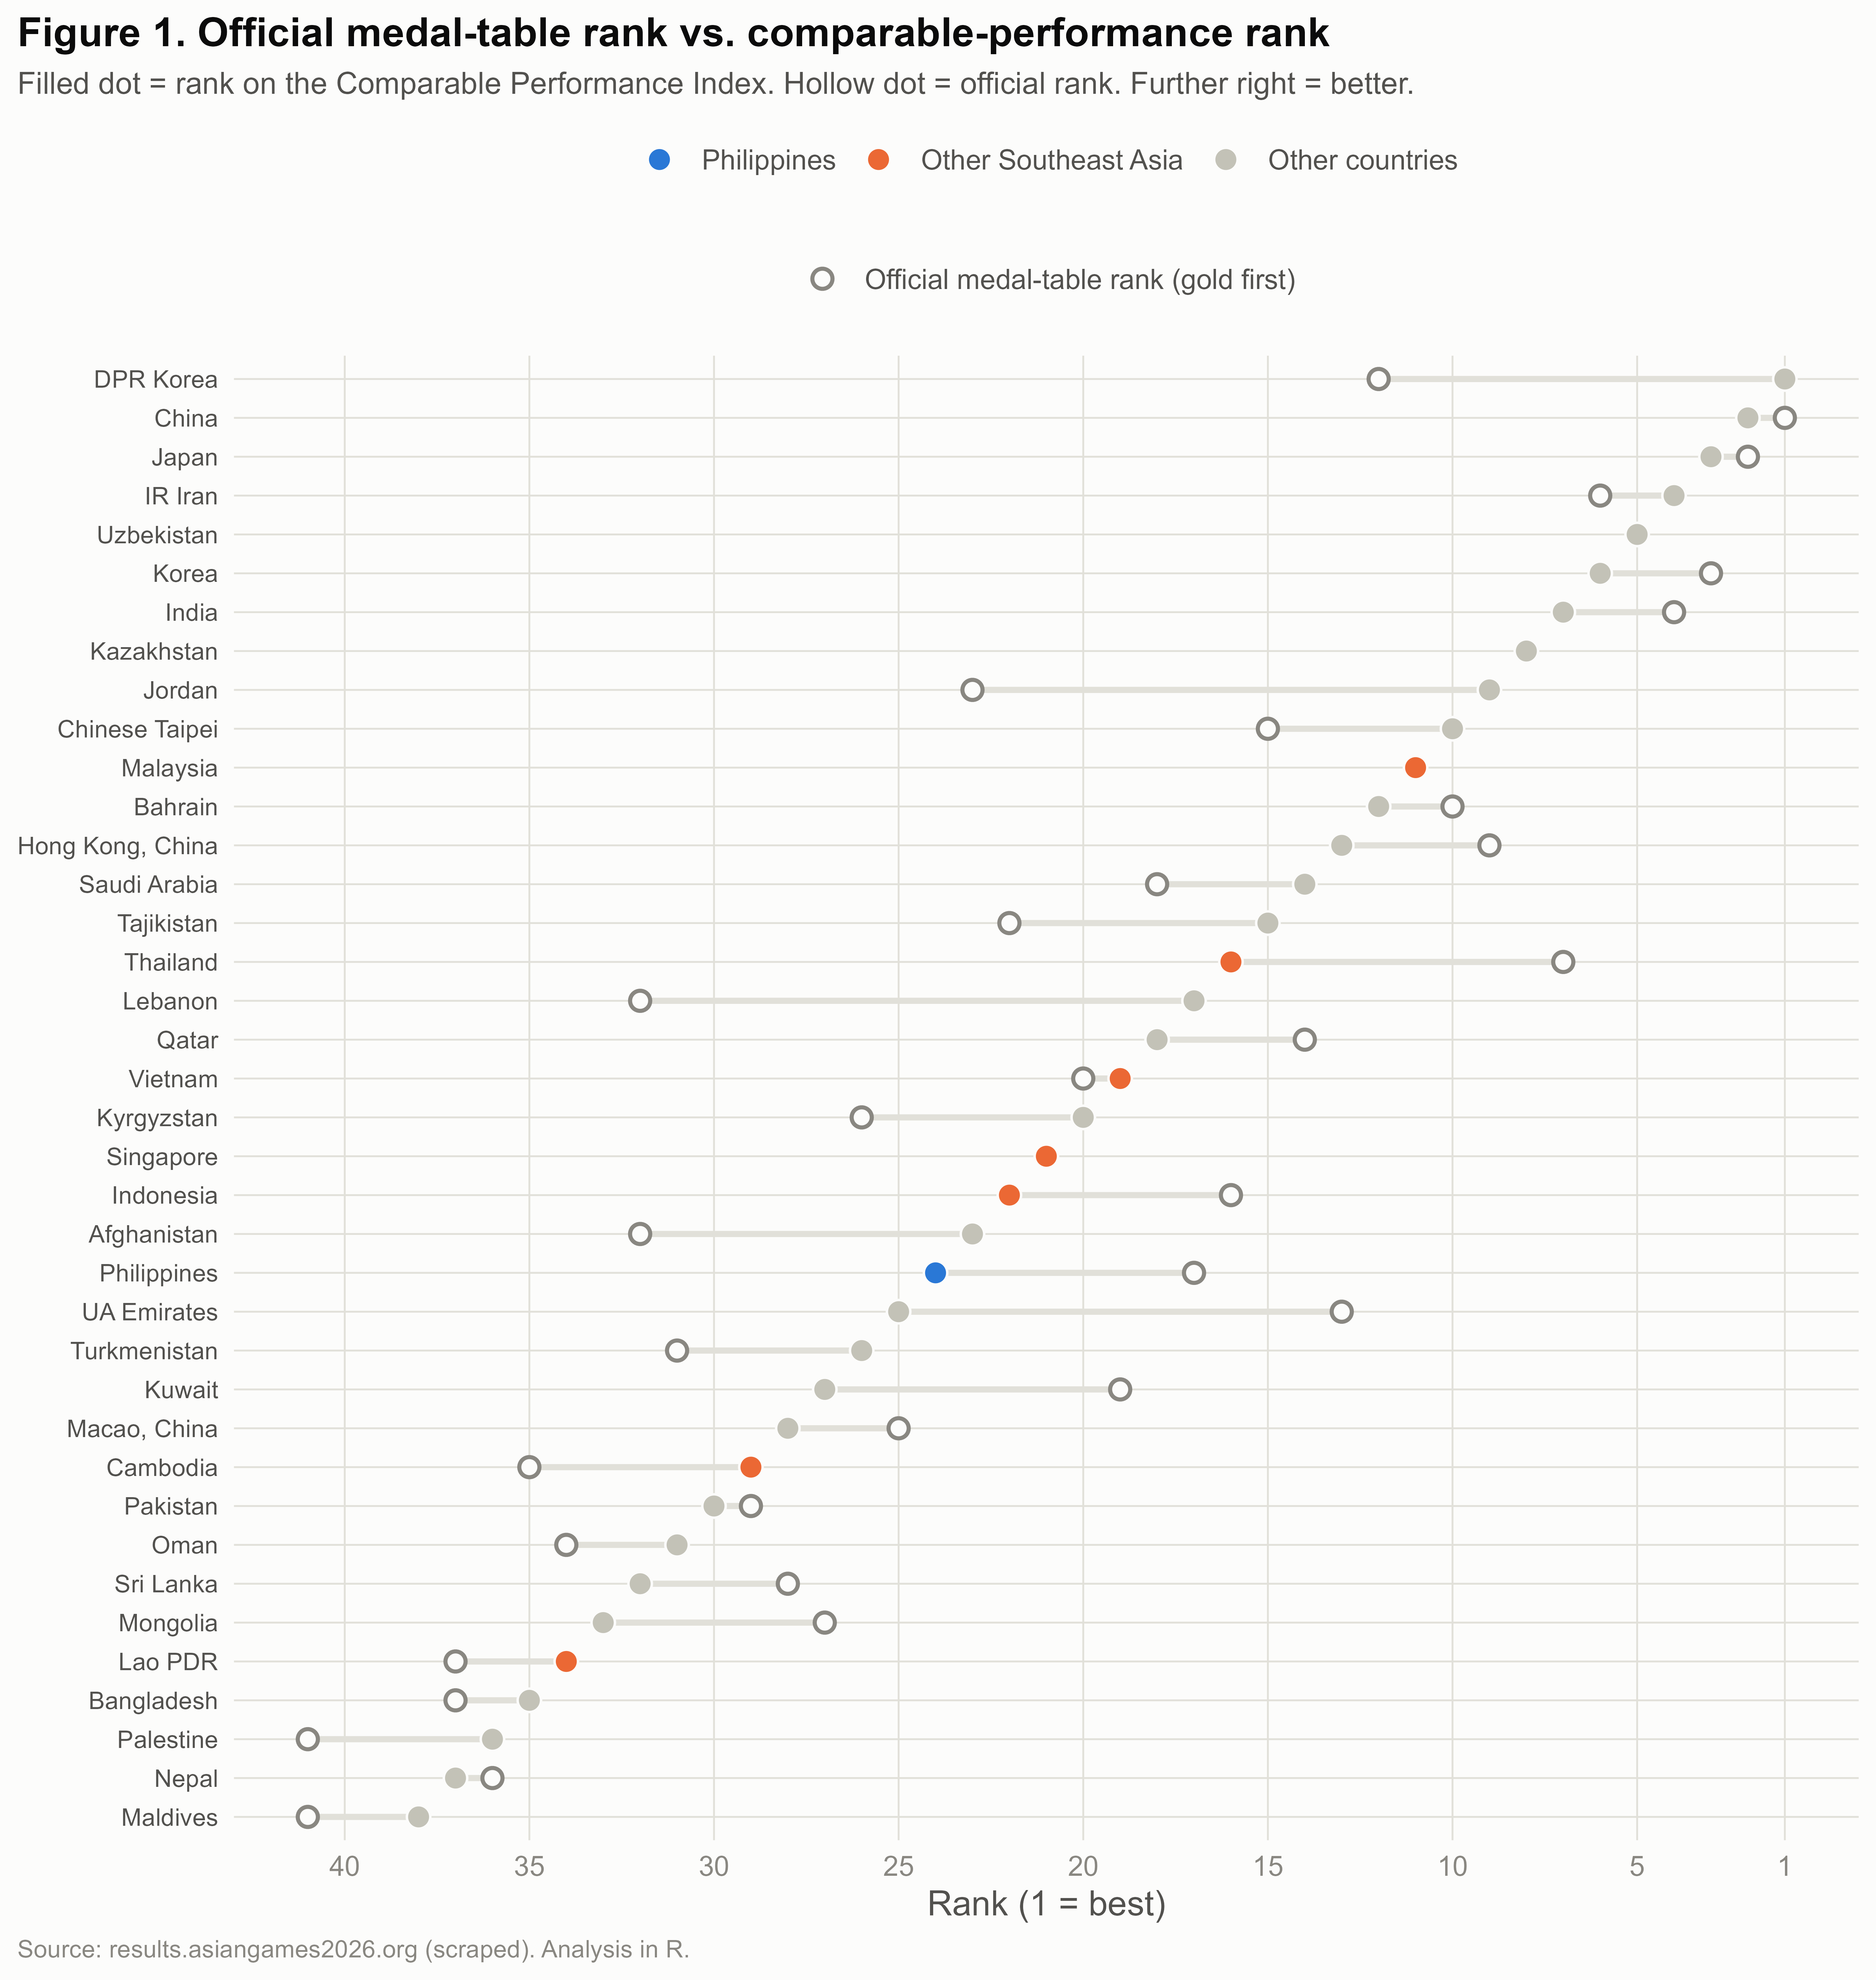 Figure 1. Official medal-table rank vs. comparable-performance rank
Filled dot = rank on the Comparable Performance Index. Hollow dot = official rank. Further right = better.
Philippines
Other Southeast Asia
Other countries
Official medal-table rank (gold first)
DPR Korea
China
Japan
IR Iran
Uzbekistan
Korea
India
Kazakhstan
Jordan
Chinese Taipei
Malaysia
Bahrain
Hong Kong, China
Saudi Arabia
Tajikistan
Thailand
Lebanon
Qatar
Vietnam
Kyrgyzstan
Singapore
Indonesia
Afghanistan
Philippines
UA Emirates
Turkmenistan
Kuwait
Macao, China
Cambodia
Pakistan
Oman
Sri Lanka
Mongolia
Lao PDR
Bangladesh
Palestine
Nepal
Maldives
40 35 30 25 20 15 10 5 1
Rank (1 = best)
Source: results.asiangames2026.org (scraped). Analysis in R.